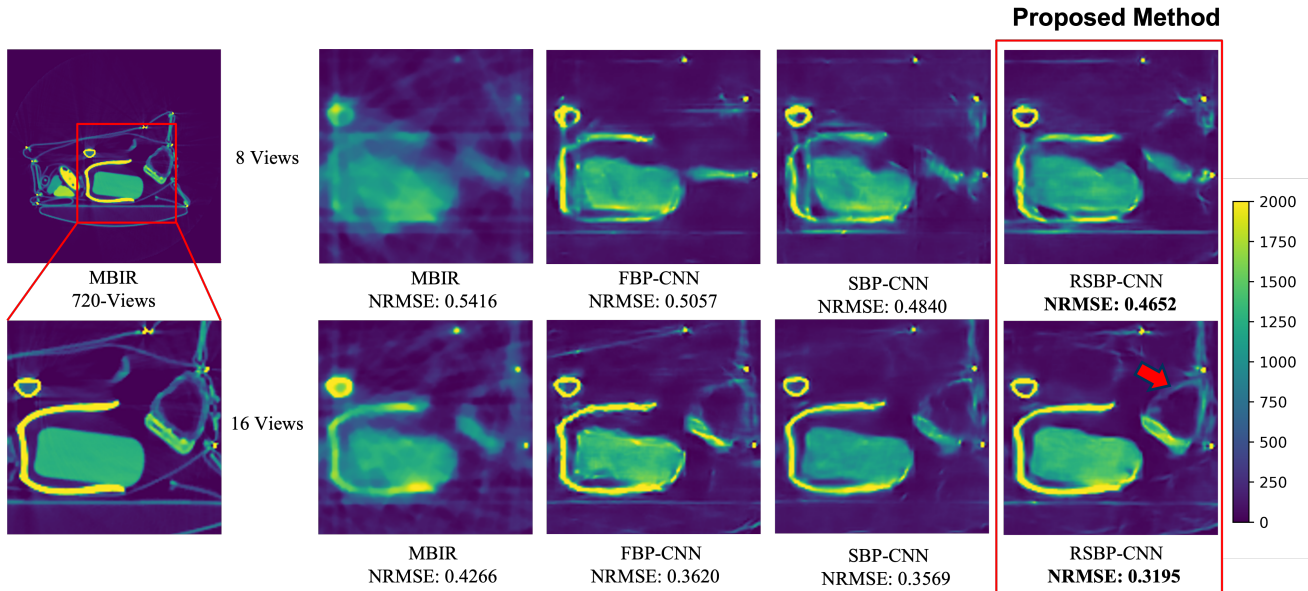 Proposed Method
8 Views
MBIR
720-Views
MBIR
NRMSE: 0.5416
FBP-CNN
NRMSE: 0.5057
SBP-CNN
NRMSE: 0.4840
RSBP-CNN
NRMSE: 0.4652
16 Views
MBIR
NRMSE: 0.4266
FBP-CNN
NRMSE: 0.3620
SBP-CNN
NRMSE: 0.3569
RSBP-CNN
NRMSE: 0.3195
2000
1750
1500
1250
1000
750
500
250
0